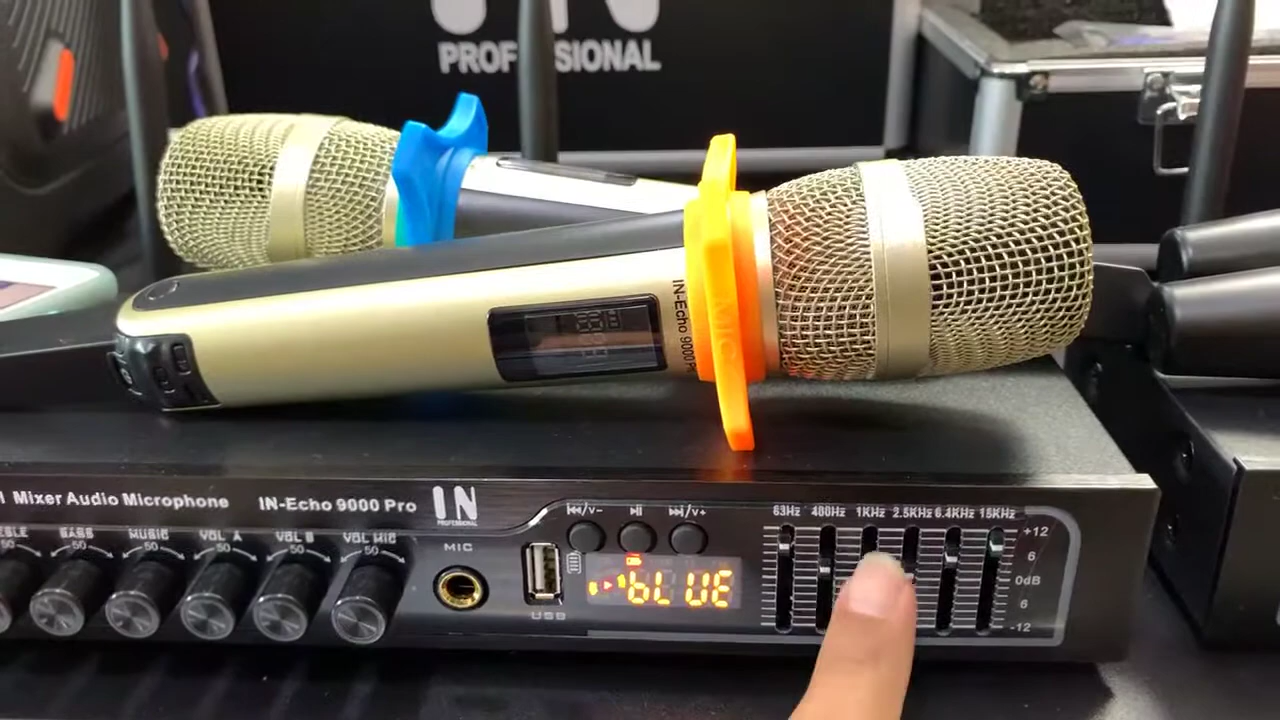 IN
PROFESSIONAL
IN-Echo 9000 Pro
MIC
Mixer Audio Microphone
IN-Echo 9000 Pro
IN
PROFESSIONAL
BASS
MUSIC
VOL A
VOL B
VOL MIC
50 50 50 50 50 50
MIC
USB
V- V+
bLUE
63Hz 400Hz 1KHz 2.5KHz 6.4KHz 15KHz
+12
6
0dB
6
-12